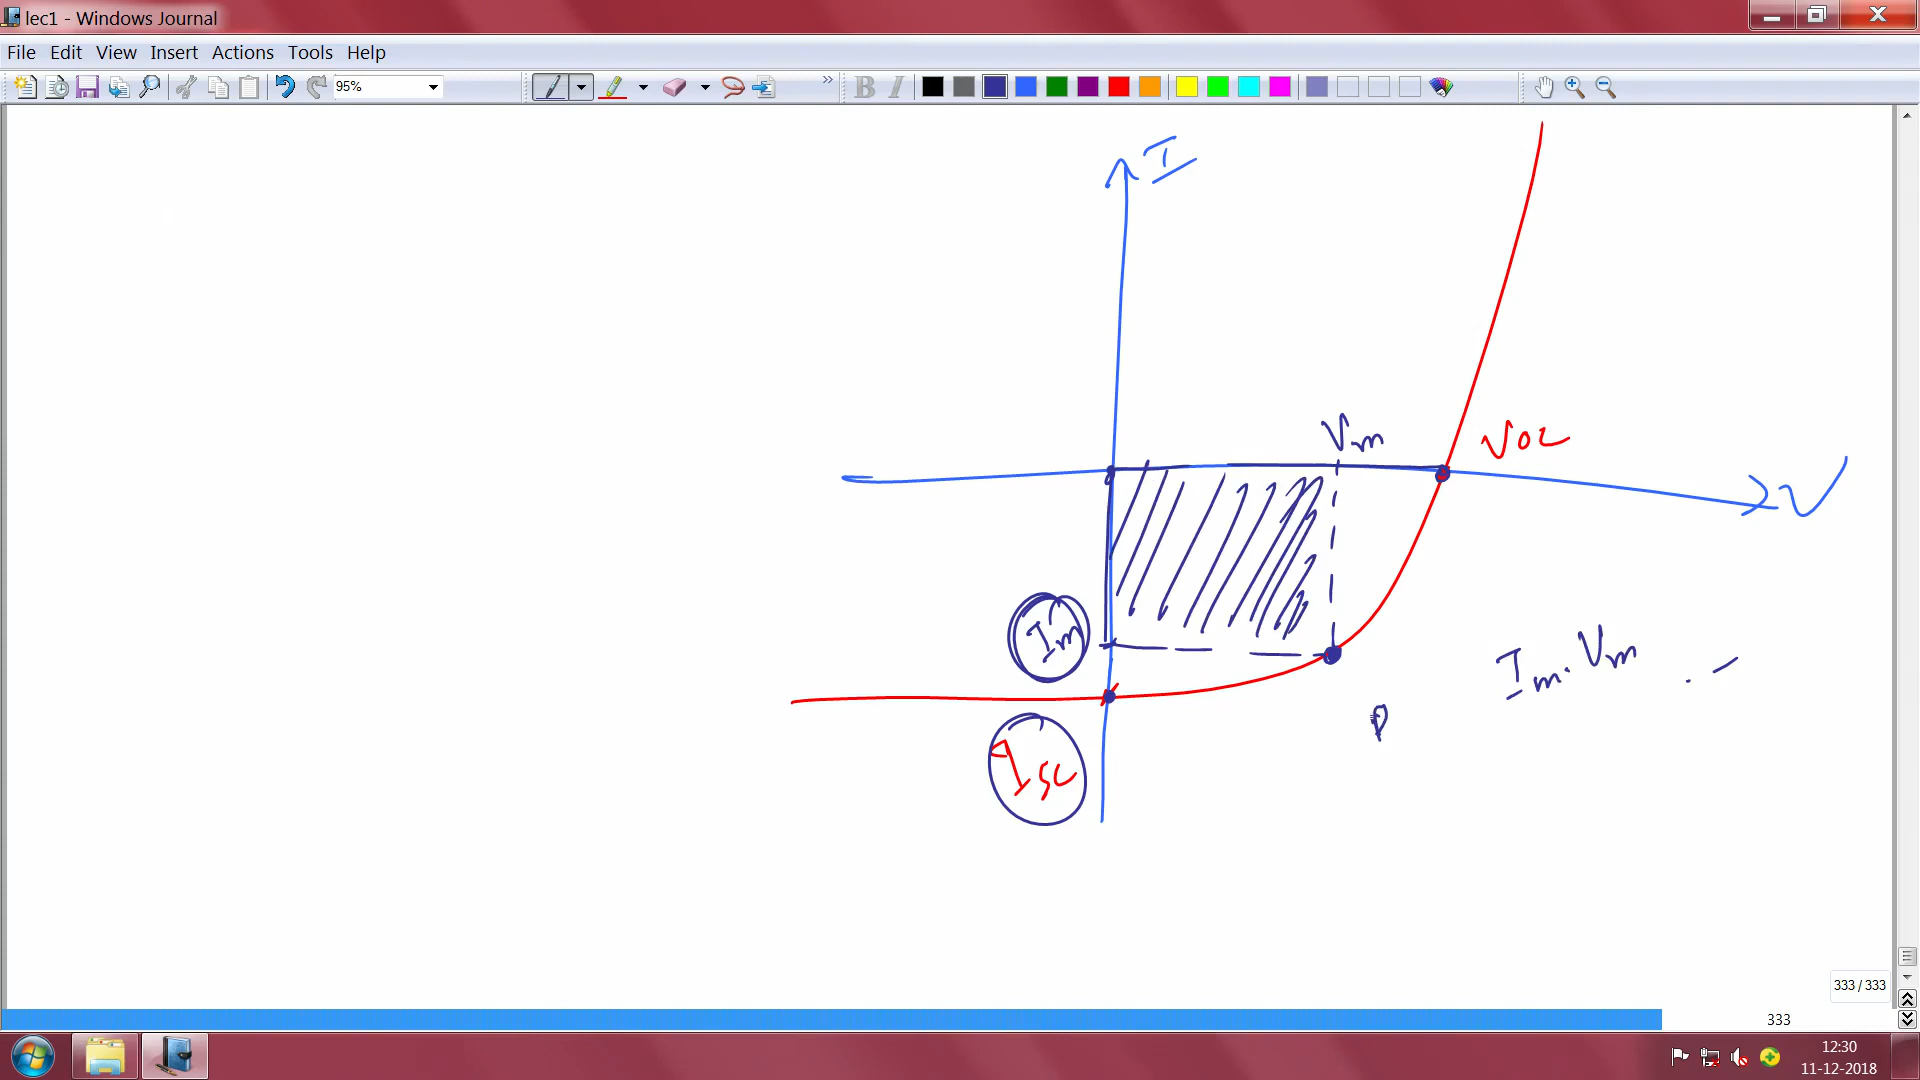 lec1 - Windows Journal
File Edit View Insert Actions Tools Help
95%
B I
I
Vm
Voc
V
Im
Im. Vm
P
Isc
333 / 333
333
12:30
11-12-2018